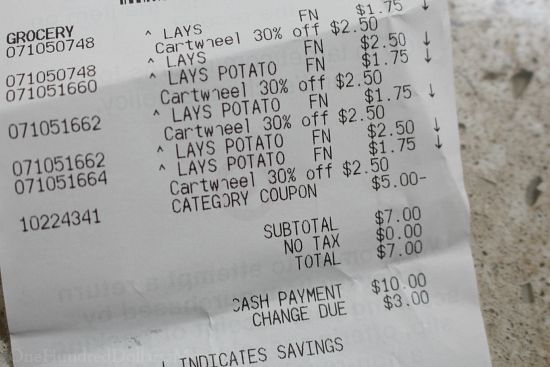 GROCERY
071050748 ^ LAYS FN $1.75 ↓
Cartwheel 30% off $2.50
071050748 ^ LAYS FN $2.50 ↓
071051660 ^ LAYS POTATO FN $1.75 ↓
Cartwheel 30% off $2.50
071051662 ^ LAYS POTATO FN $1.75 ↓
Cartwheel 30% off $2.50
071051662 ^ LAYS POTATO FN $2.50 ↓
071051664 ^ LAYS POTATO FN $1.75 ↓
Cartwheel 30% off $2.50
10224341 CATEGORY COUPON $5.00-
SUBTOTAL $7.00
NO TAX $0.00
TOTAL $7.00
CASH PAYMENT $10.00
CHANGE DUE $3.00
↓ INDICATES SAVINGS